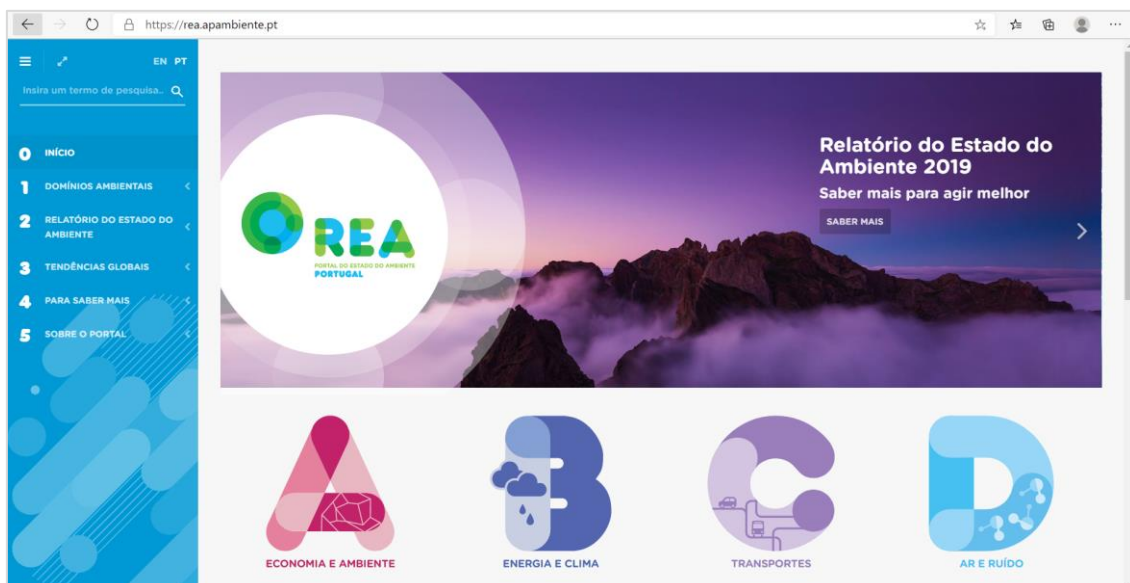 https://rea.apambiente.pt
EN PT
Insira um termo de pesquisa..
0 INÍCIO
1 DOMÍNIOS AMBIENTAIS
2 RELATÓRIO DO ESTADO DO
AMBIENTE
3 TENDÊNCIAS GLOBAIS
4 PARA SABER MAIS
5 SOBRE O PORTAL
REA
PORTAL DO ESTADO DO AMBIENTE
PORTUGAL
Relatório do Estado do
Ambiente 2019
Saber mais para agir melhor
SABER MAIS
A B C D
ECONOMIA E AMBIENTE
ENERGIA E CLIMA
TRANSPORTES
AR E RUÍDO